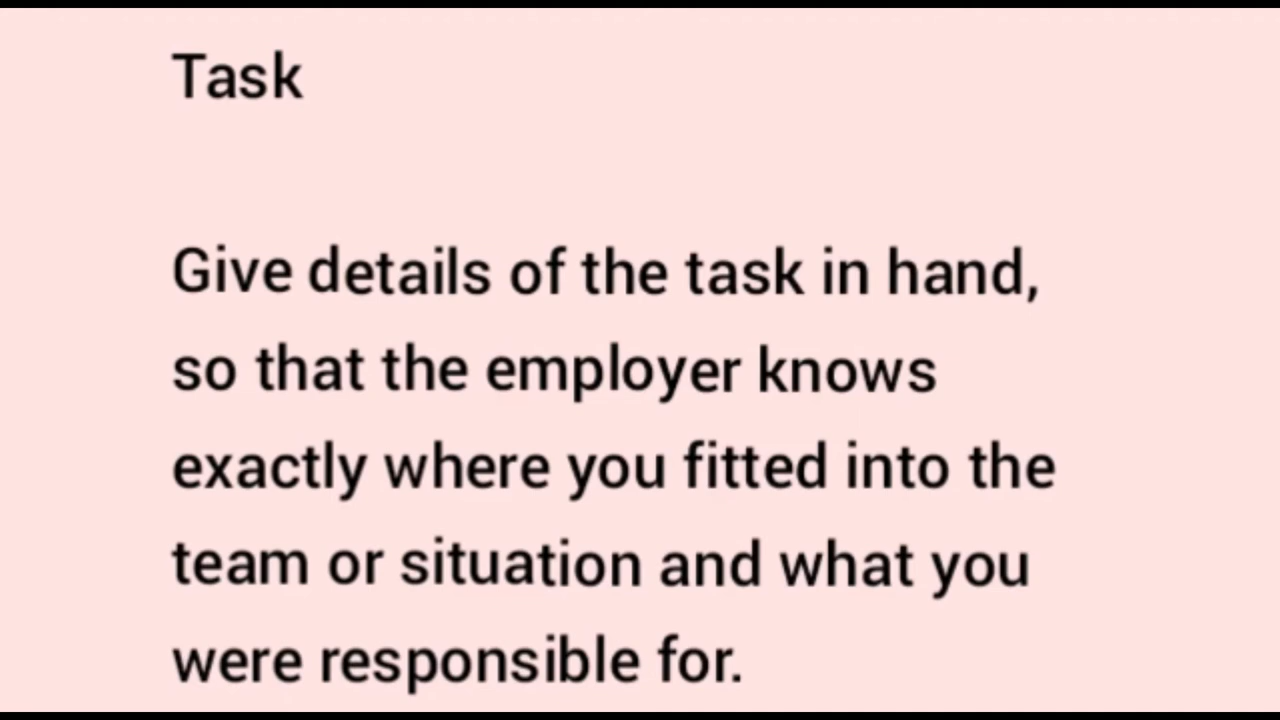 Task
Give details of the task in hand,
so that the employer knows
exactly where you fitted into the
team or situation and what you
were responsible for.